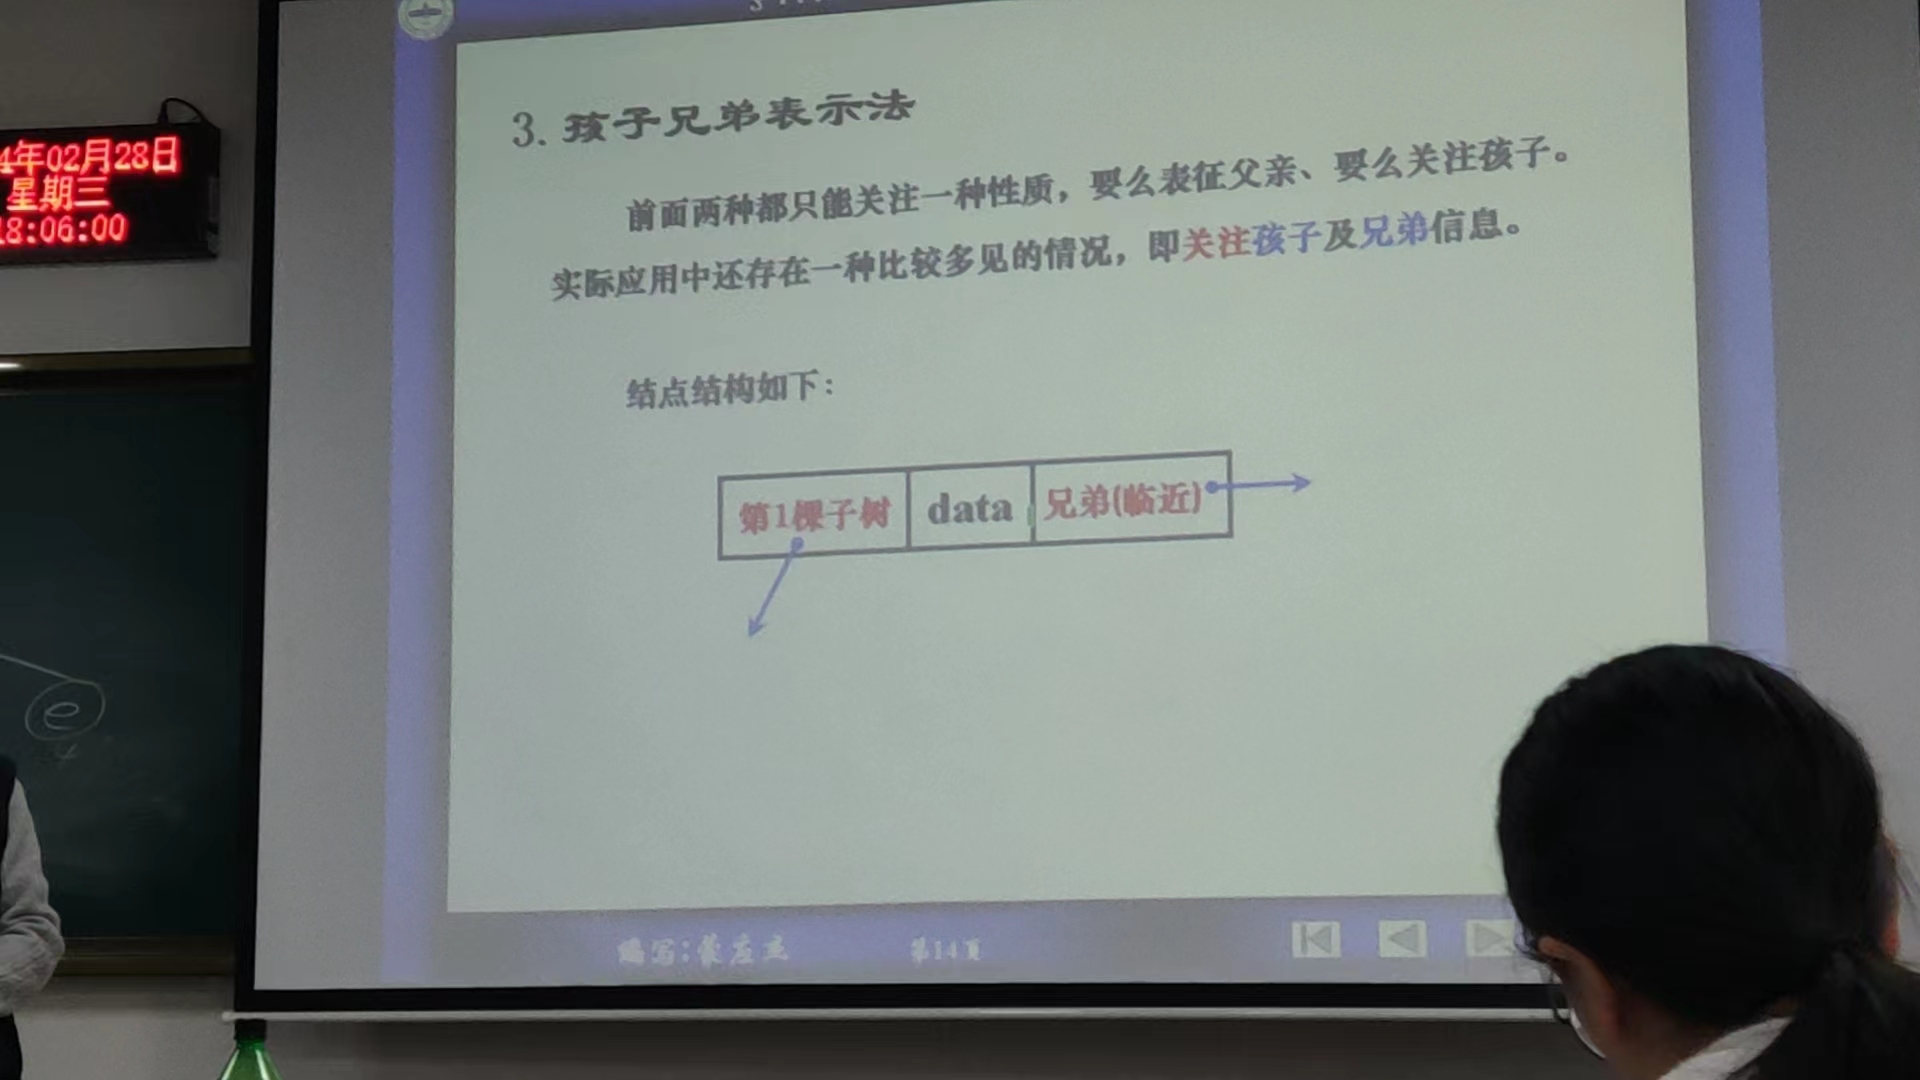 4年02月28日
星期三
18:06:00
3. 孩子兄弟表示法
前面两种都只能关注一种性质，要么表征父亲、要么关注孩子。
实际应用中还存在一种比较多见的情况，即关注孩子及兄弟信息。
结点结构如下：
第1棵子树 data 兄弟(临近)
e
第14页